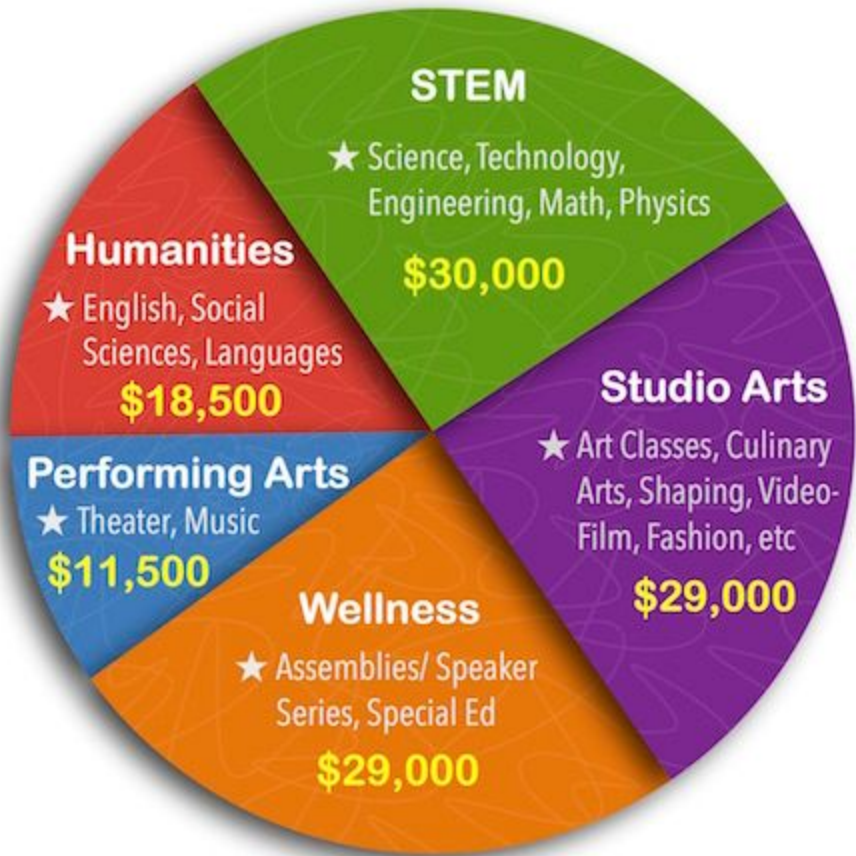 STEM
★ Science, Technology,
Engineering, Math, Physics
$30,000
Humanities
★ English, Social
Sciences, Languages
$18,500
Studio Arts
★ Art Classes, Culinary
Arts, Shaping, Video-
Film, Fashion, etc
$29,000
Performing Arts
★ Theater, Music
$11,500
Wellness
★ Assemblies/ Speaker
Series, Special Ed
$29,000